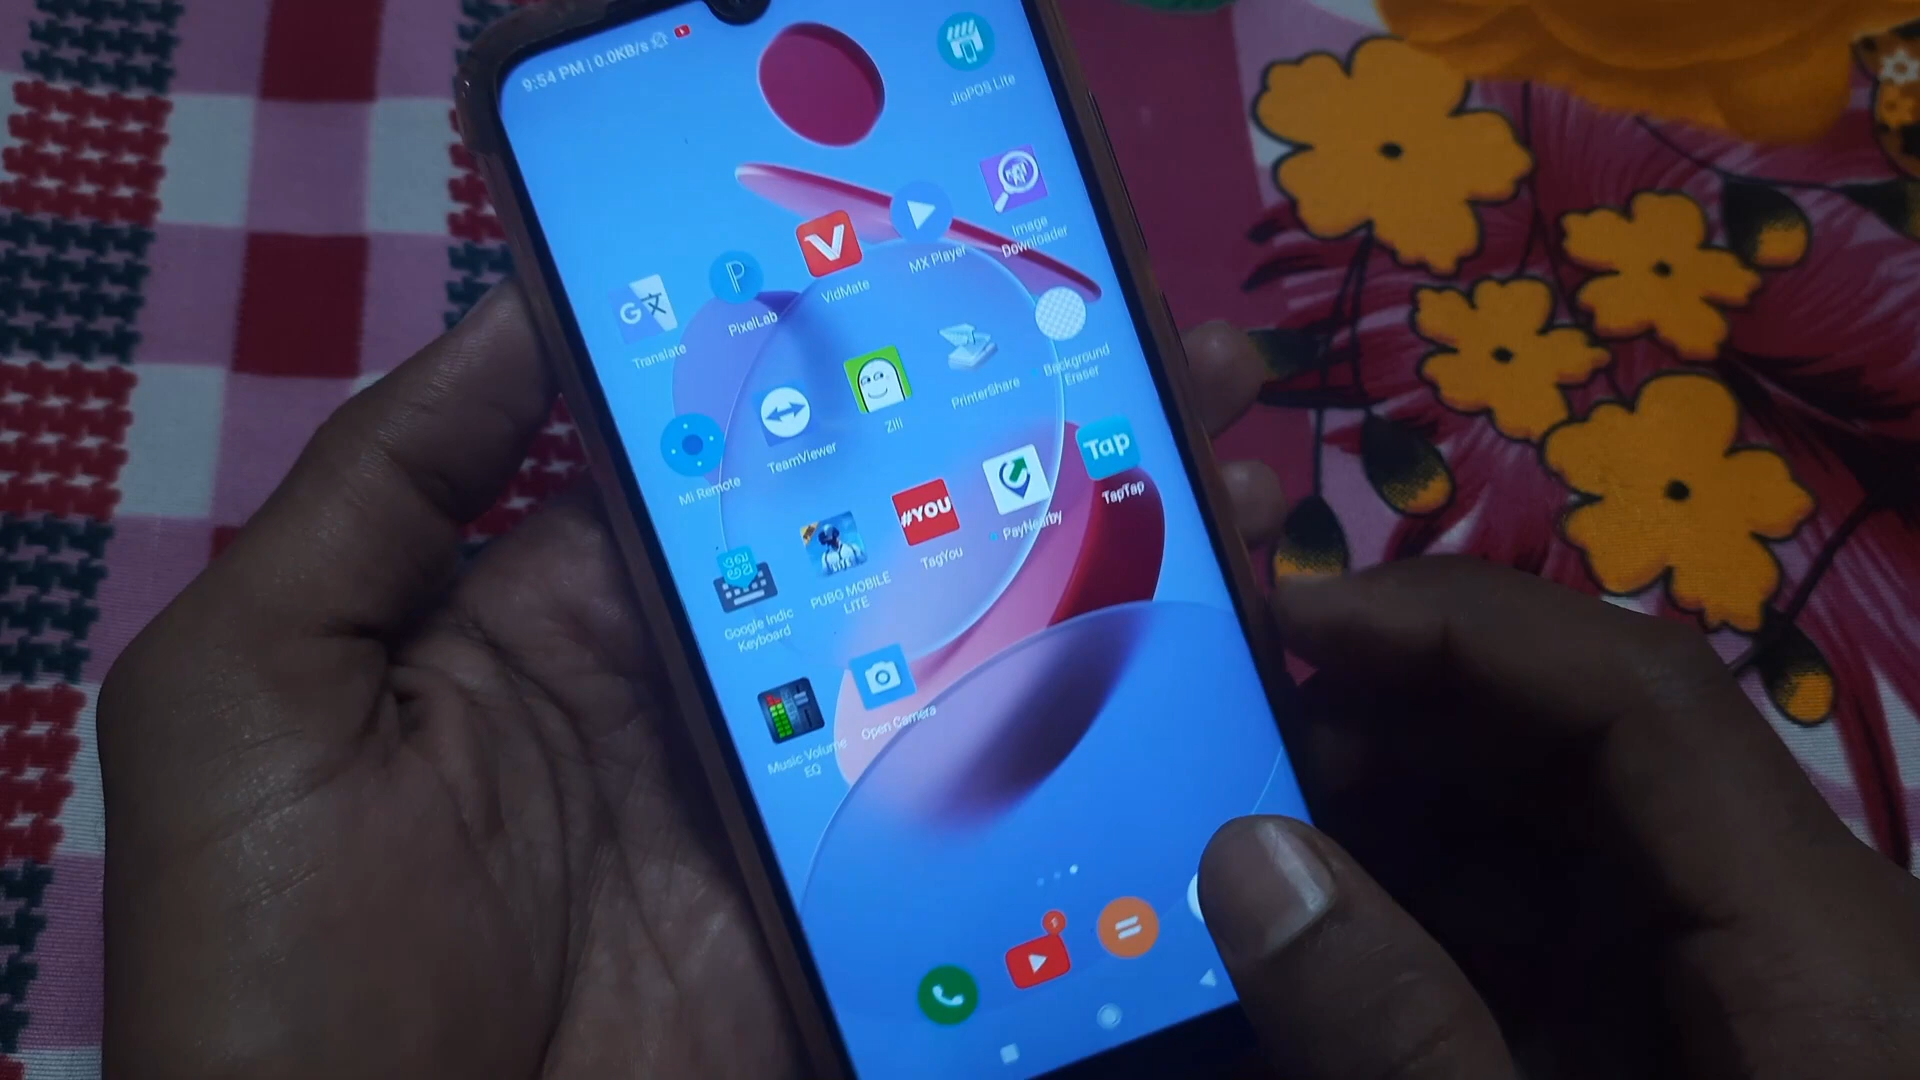 9:54 PM | 0.0KB/s
JioPOS Lite
Translate
PixelLab
VidMate
MX Player
Image
Downloader
Mi Remote
TeamViewer
Zili
PrinterShare
Background
Eraser
Google Indic
Keyboard
PUBG MOBILE
LITE
#YOU
TagYou
PayNearby
Tap
TapTap
Music Volume
EQ
Open Camera